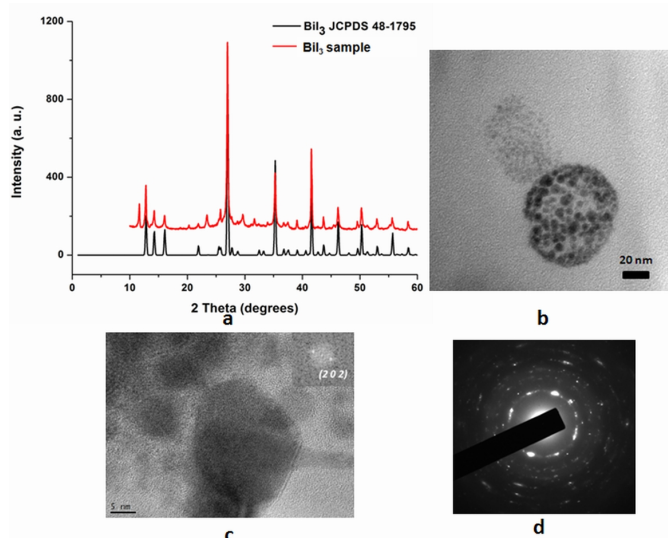 1200
800
400
0
Intensity (a. u.)
BiI₃ JCPDS 48-1795
BiI₃ sample
0 10 20 30 40 50 60
2 Theta (degrees)
a
20 nm
b
(2 0 2)
5 nm
c
d